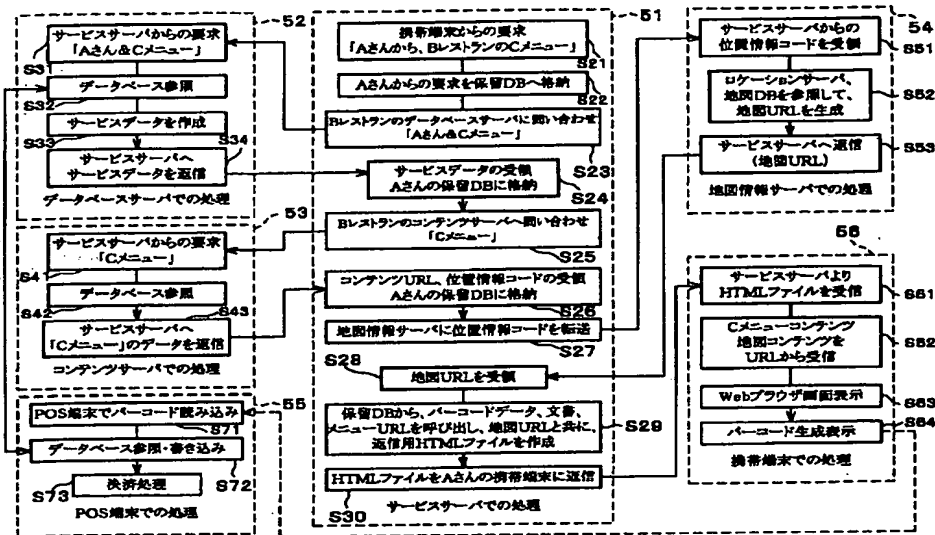 52
サービスサーバからの要求
「Aさん&Cメニュー」
S31
データベース参照
S32
サービスデータを作成
S33
S34
サービスサーバへ
サービスデータを返信
データベースサーバでの処理
53
サービスサーバからの要求
「Cメニュー」
S41
データベース参照
S42
S43
サービスサーバへ
「Cメニュー」のデータを返信
コンテンツサーバでの処理
55
POS端末でバーコード読み込み
S71
データベース参照・書き込み
S72
決済処理
S73
POS端末での処理
51
携帯端末からの要求
「Aさんから、BレストランのCメニュー」
S21
Aさんからの要求を保留DBへ格納
S22
Bレストランのデータベースサーバに問い合わせ
「Aさん&Cメニュー」
S23
サービスデータの受領
Aさんの保留DBに格納
S24
Bレストランのコンテンツサーバへ問い合わせ
「Cメニュー」
S25
コンテンツURL、位置情報コードの受領
Aさんの保留DBに格納
S26
地図情報サーバに位置情報コードを転送
S27
S28
地図URLを受領
保留DBから、バーコードデータ、文書、
メニューURLを呼び出し、地図URLと共に、
返信用HTMLファイルを作成
S29
HTMLファイルをAさんの携帯端末に返信
S30
サービスサーバでの処理
54
サービスサーバからの
位置情報コードを受領
S51
ロケーションサーバ、
地図DBを参照して、
地図URLを生成
S52
サービスサーバへ返信
(地図URL)
S53
地図情報サーバでの処理
56
サービスサーバより
HTMLファイルを受信
S61
Cメニューコンテンツ
地図コンテンツを
URLから受信
S62
Webブラウザ画面表示
S63
バーコード生成表示
S64
携帯端末での処理